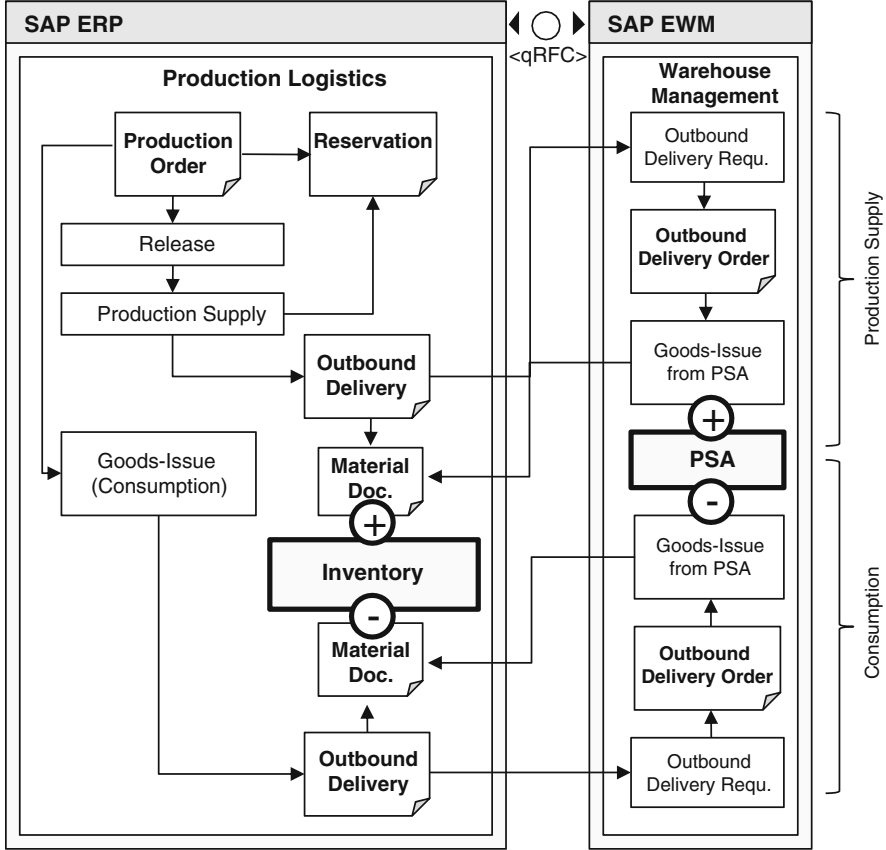 SAP ERP
<qRFC>
SAP EWM
Production Logistics
Warehouse
Management
Production
Order
Reservation
Outbound
Delivery Requ.
Release
Outbound
Delivery Order
Production Supply
Production Supply
Outbound
Delivery
Goods-Issue
from PSA
+
Goods-Issue
(Consumption)
Material
Doc.
PSA
+
-
Inventory
Goods-Issue
from PSA
-
Material
Doc.
Outbound
Delivery Order
Consumption
Outbound
Delivery
Outbound
Delivery Requ.